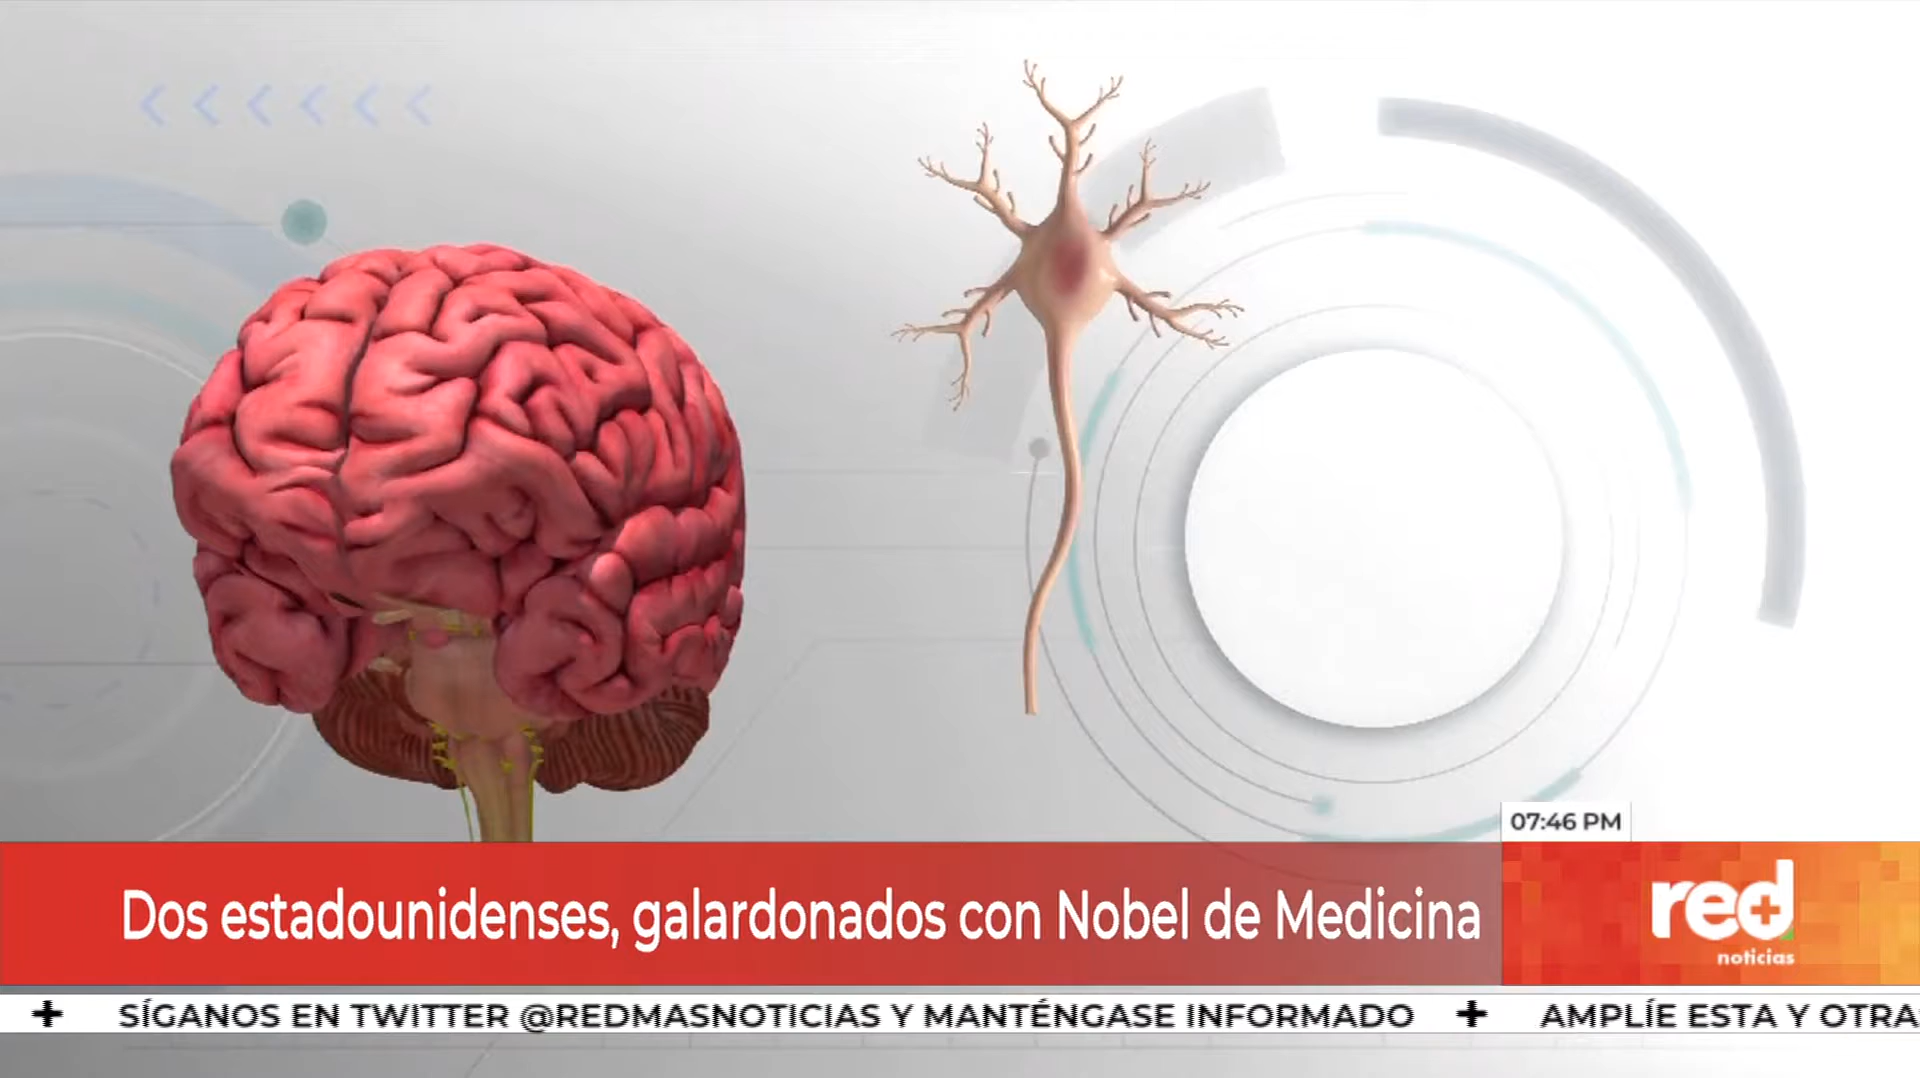 07:46 PM
Dos estadounidenses, galardonados con Nobel de Medicina
red+
noticias
+ SÍGANOS EN TWITTER @REDMASNOTICIAS Y MANTÉNGASE INFORMADO + AMPLÍE ESTA Y OTRA